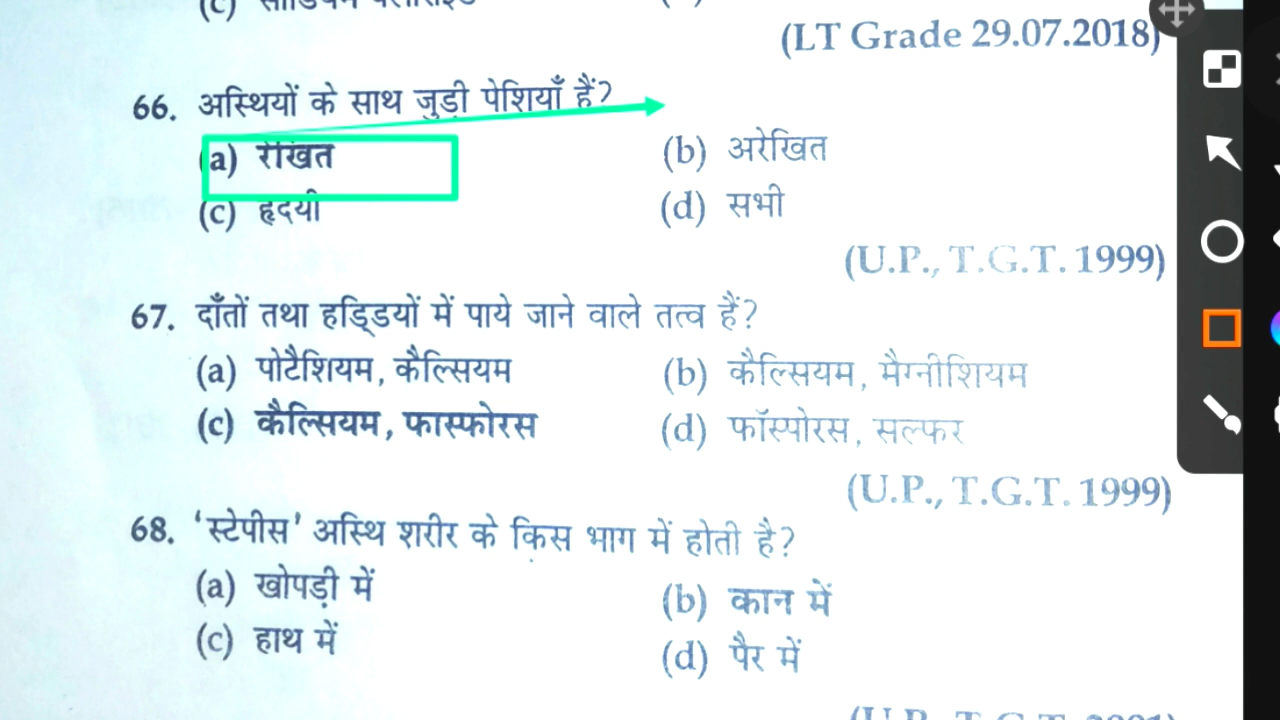 (LT Grade 29.07.2018)
66. अस्थियों के साथ जुड़ी पेशियाँ हैं?
(a) रेखित (b) अरेखित
(c) हृदयी (d) सभी
(U.P., T.G.T. 1999)
67. दाँतों तथा हड्डियों में पाये जाने वाले तत्व हैं?
(a) पोटैशियम, कैल्सियम (b) कैल्सियम, मैग्नीशियम
(c) कैल्सियम, फास्फोरस (d) फॉस्पोरस, सल्फर
(U.P., T.G.T. 1999)
68. 'स्टेपीस' अस्थि शरीर के किस भाग में होती है?
(a) खोपड़ी में (b) कान में
(c) हाथ में (d) पैर में